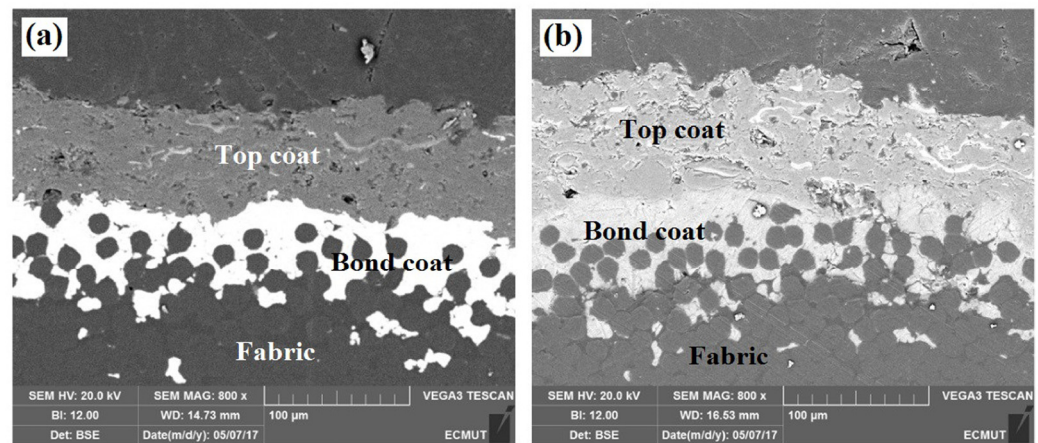 (a)
Top coat
Bond coat
Fabric
SEM HV: 20.0 kV SEM MAG: 800 x VEGA3 TESCAN
BI: 12.00 WD: 14.73 mm 100 µm
Det: BSE Date(m/d/y): 05/07/17 ECMUT
(b)
Top coat
Bond coat
Fabric
SEM HV: 20.0 kV SEM MAG: 800 x VEGA3 TESCAN
BI: 12.00 WD: 16.53 mm 100 µm
Det: BSE Date(m/d/y): 05/07/17 ECMUT